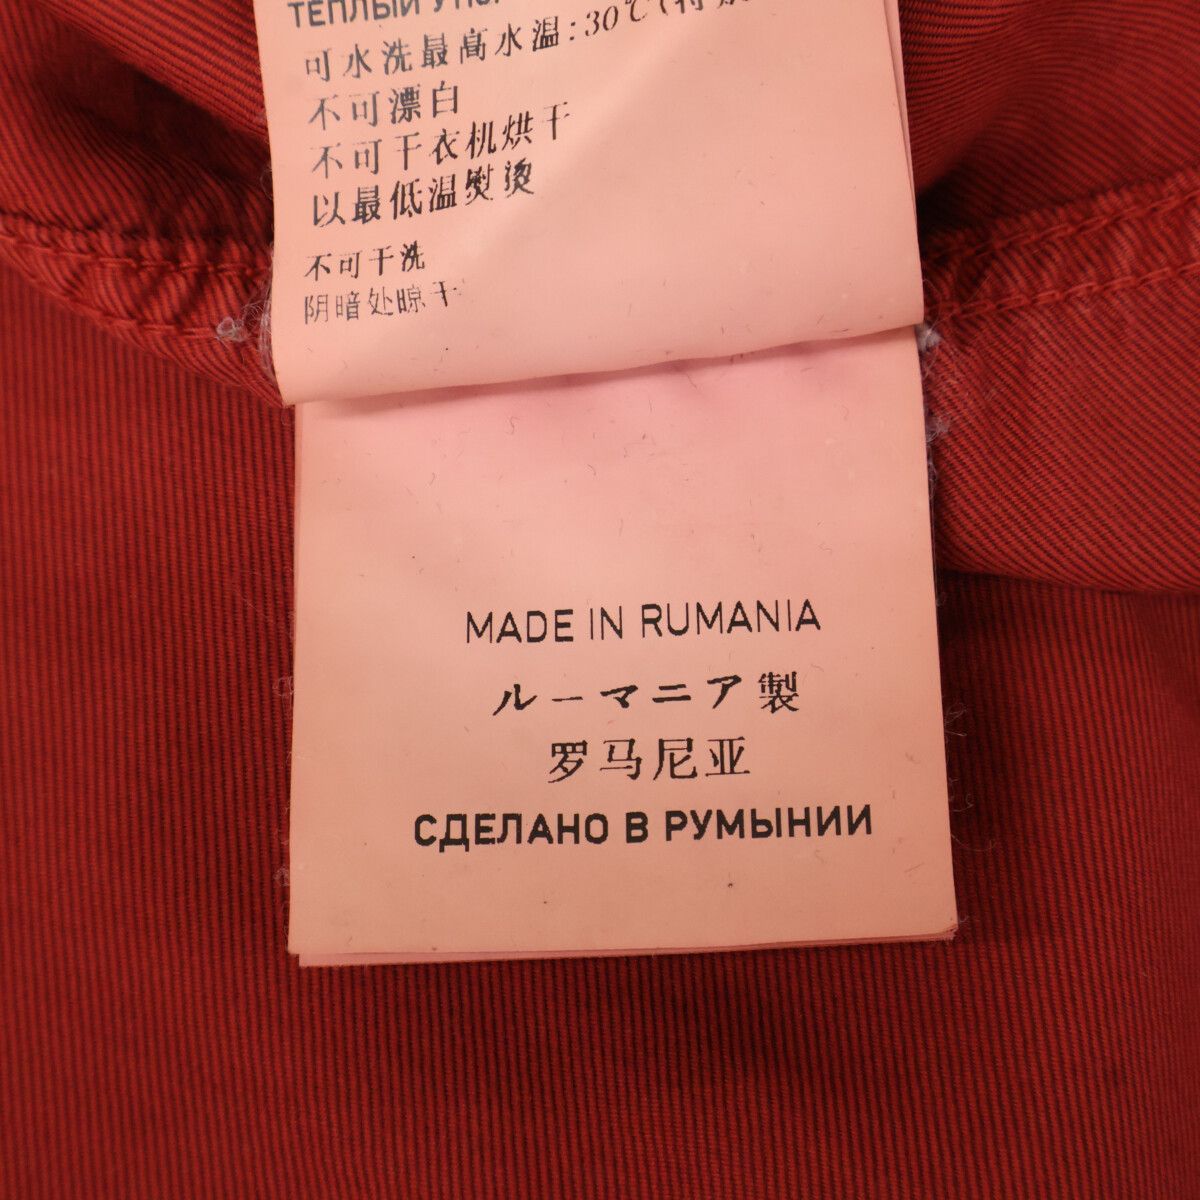 ТЕПЛЫЙ
可水洗最高水温:30℃(特
不可漂白
不可干衣机烘干
以最低温熨烫
不可干洗
阴暗处晾干
MADE IN RUMANIA
ルーマニア製
罗马尼亚
СДЕЛАНО В РУМЫНИИ